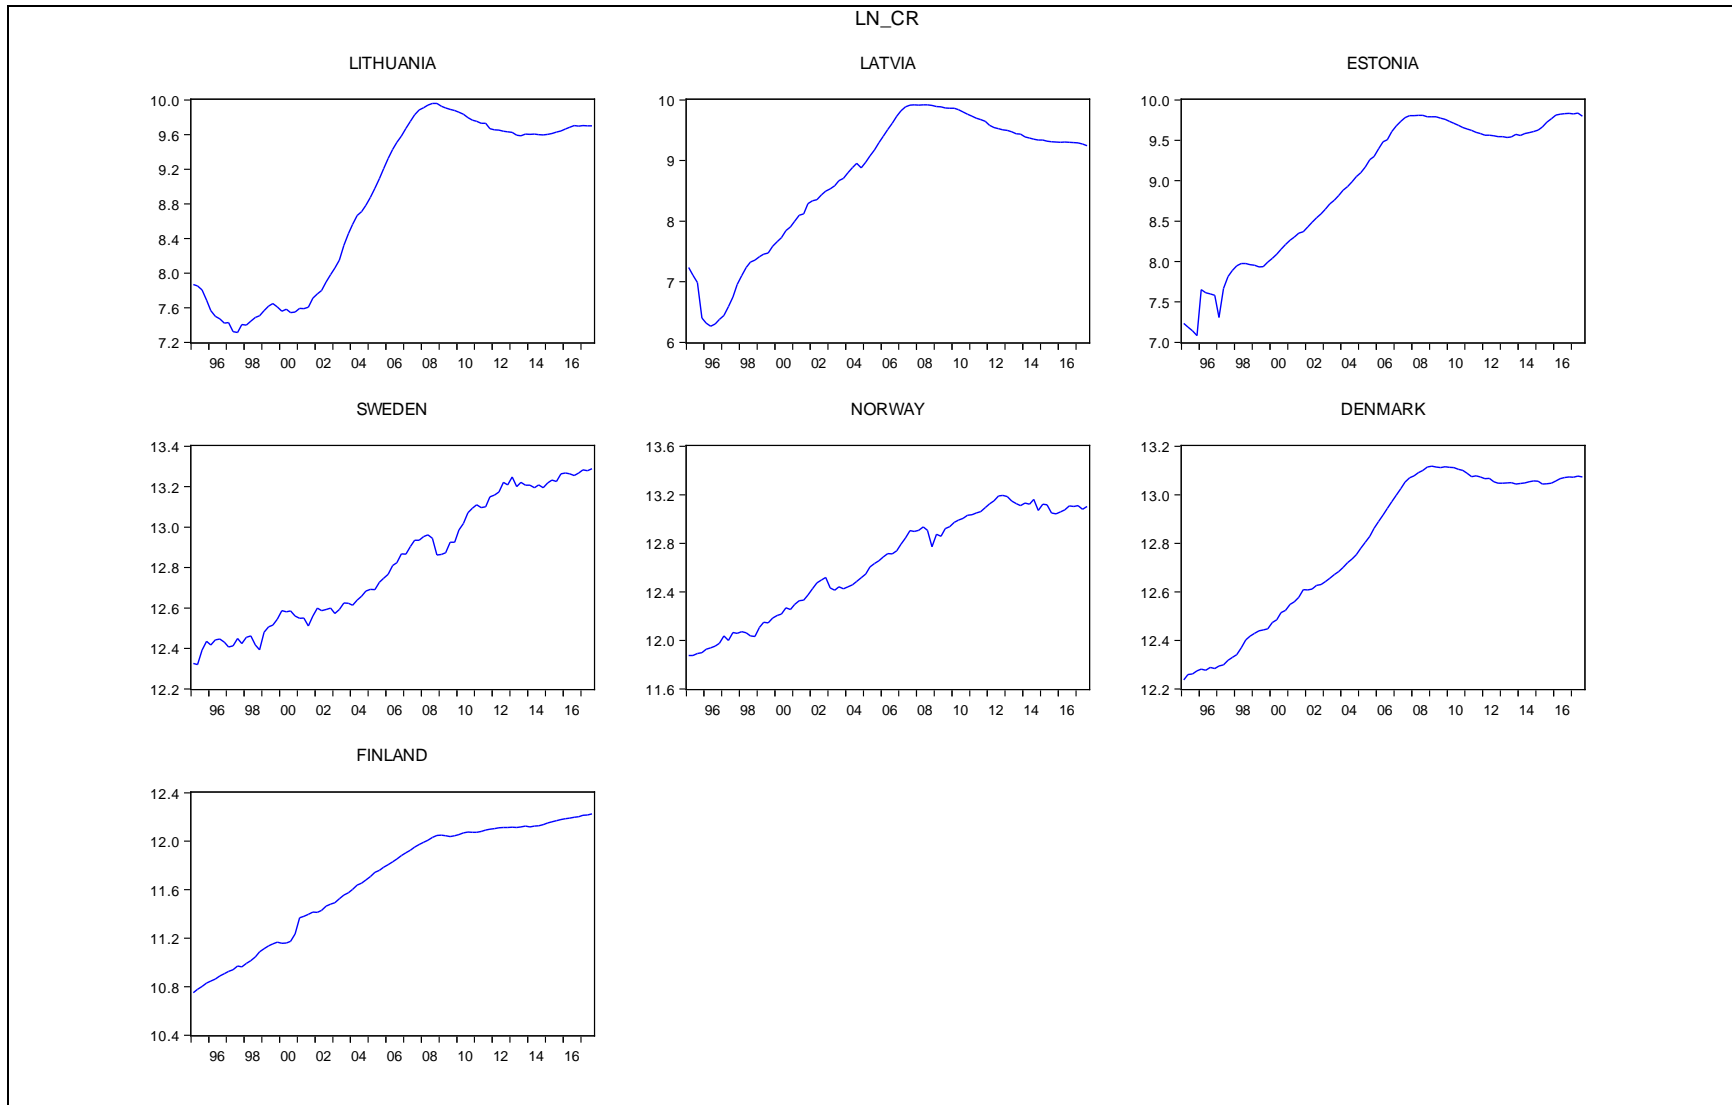 LN_CR
LITHUANIA LATVIA ESTONIA
10.0 10 10.0
9.6 9 9.5
9.2 8 9.0
8.8 7 8.5
8.4 6 8.0
8.0 7.5
7.6 7.0
7.2
96 98 00 02 04 06 08 10 12 14 16 96 98 00 02 04 06 08 10 12 14 16 96 98 00 02 04 06 08 10 12 14 16
SWEDEN NORWAY DENMARK
13.4 13.6 13.2
13.2 13.2 13.0
13.0 12.8 12.8
12.8 12.4 12.6
12.6 12.0 12.4
12.4 11.6 12.2
12.2
96 98 00 02 04 06 08 10 12 14 16 96 98 00 02 04 06 08 10 12 14 16 96 98 00 02 04 06 08 10 12 14 16
FINLAND
12.4
12.0
11.6
11.2
10.8
10.4
96 98 00 02 04 06 08 10 12 14 16